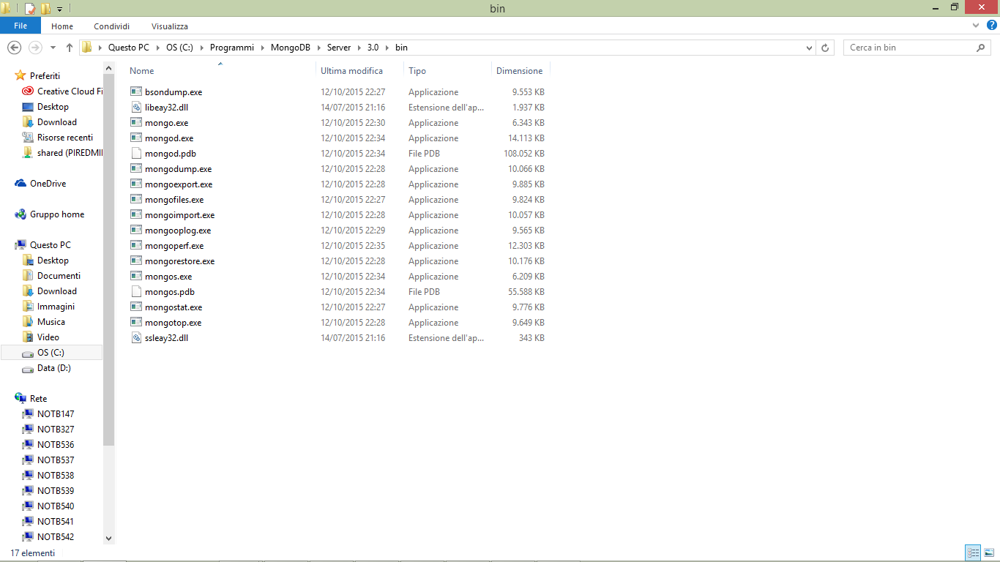 bin
File Home Condividi Visualizza
Questo PC OS (C:) Programmi MongoDB Server 3.0 bin
Cerca in bin
Preferiti
Creative Cloud Fi
Desktop
Download
Risorse recenti
shared (PIREDMI
OneDrive
Gruppo home
Questo PC
Desktop
Documenti
Download
Immagini
Musica
Video
OS (C:)
Data (D:)
Rete
NOTB147
NOTB327
NOTB536
NOTB537
NOTB538
NOTB539
NOTB540
NOTB541
NOTB542
Nome Ultima modifica Tipo Dimensione
bsondump.exe 12/10/2015 22:27 Applicazione 9.553 KB
libeay32.dll 14/07/2015 21:16 Estensione dell'ap... 1.937 KB
mongo.exe 12/10/2015 22:30 Applicazione 6.343 KB
mongod.exe 12/10/2015 22:34 Applicazione 14.113 KB
mongod.pdb 12/10/2015 22:34 File PDB 108.052 KB
mongodump.exe 12/10/2015 22:28 Applicazione 10.066 KB
mongoexport.exe 12/10/2015 22:28 Applicazione 9.885 KB
mongofiles.exe 12/10/2015 22:27 Applicazione 9.824 KB
mongoimport.exe 12/10/2015 22:28 Applicazione 10.057 KB
mongooplog.exe 12/10/2015 22:29 Applicazione 9.565 KB
mongoperf.exe 12/10/2015 22:35 Applicazione 12.303 KB
mongorestore.exe 12/10/2015 22:28 Applicazione 10.176 KB
mongos.exe 12/10/2015 22:34 Applicazione 6.209 KB
mongos.pdb 12/10/2015 22:34 File PDB 55.588 KB
mongostat.exe 12/10/2015 22:27 Applicazione 9.776 KB
mongotop.exe 12/10/2015 22:28 Applicazione 9.649 KB
ssleay32.dll 14/07/2015 21:16 Estensione dell'ap... 343 KB
17 elementi